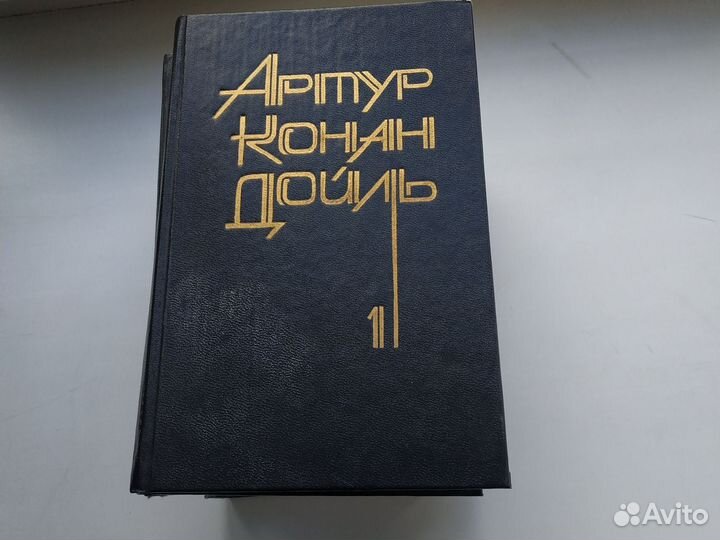 Артур
Конан
Дойль
1
Avito